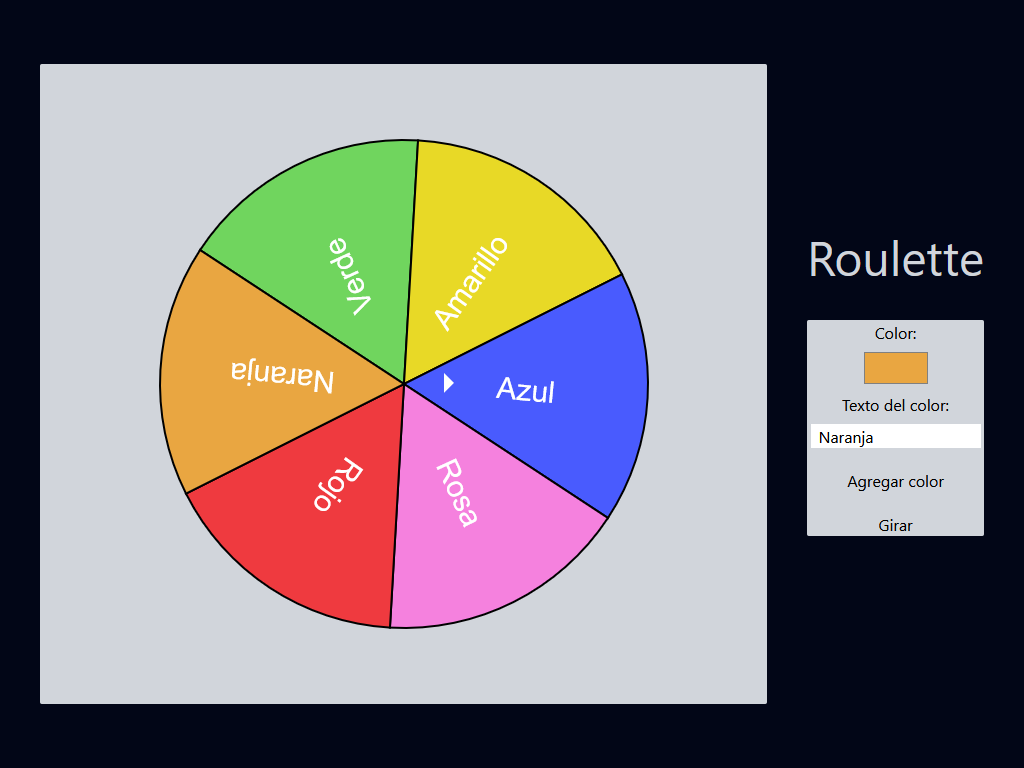 Verde
Amarillo
Naranja
Azul
Rojo
Rosa
Roulette
Color:
Texto del color:
Naranja
Agregar color
Girar